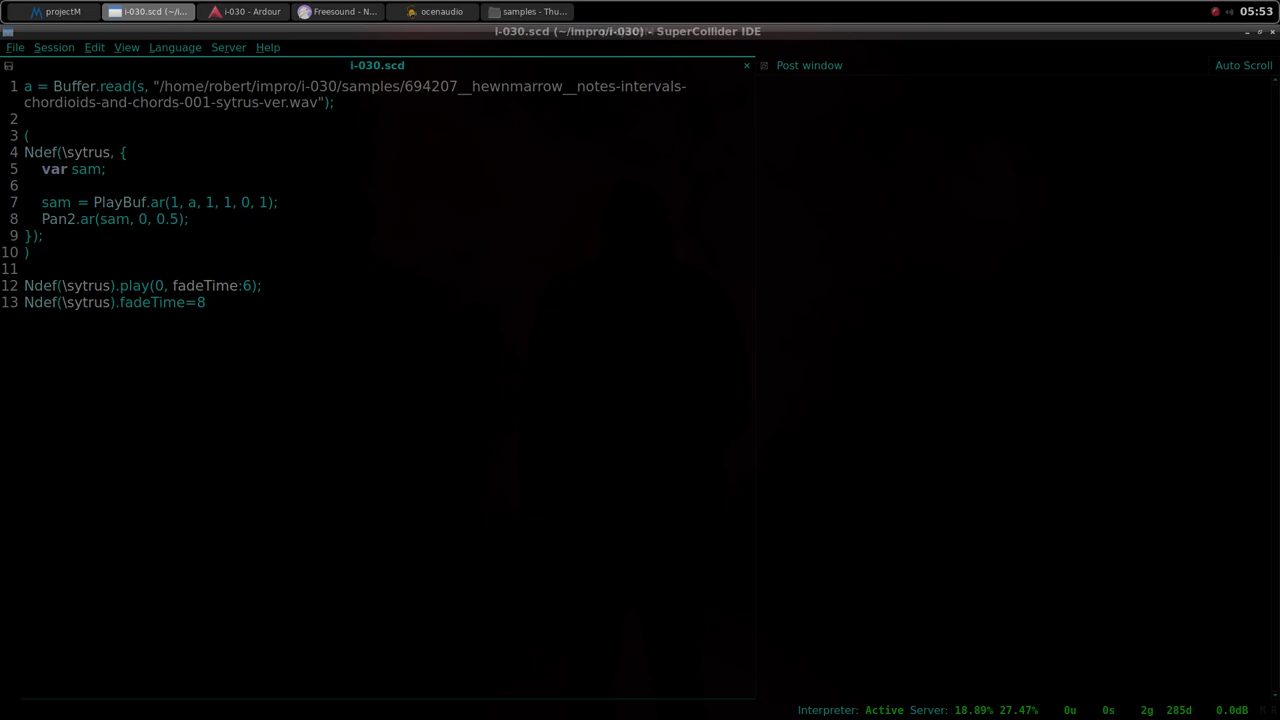 projectM
i-030.scd (~/i...
i-030 - Ardour
Freesound - N...
ocenaudio
samples - Thu...
05:53
i-030.scd (~/impro/i-030) - SuperCollider IDE
File Session Edit View Language Server Help
i-030.scd
Post window
Auto Scroll
1 a = Buffer.read(s, "/home/robert/impro/i-030/samples/694207__hewnmarrow__notes-intervals-
chordioids-and-chords-001-sytrus-ver.wav");
2
3 (
4 Ndef(\sytrus, {
5 var sam;
6
7 sam = PlayBuf.ar(1, a, 1, 1, 0, 1);
8 Pan2.ar(sam, 0, 0.5);
9 });
10 )
11
12 Ndef(\sytrus).play(0, fadeTime:6);
13 Ndef(\sytrus).fadeTime=8
Interpreter: Active Server: 18.89% 27.47% 0u 0s 2g 285d 0.0dB M R